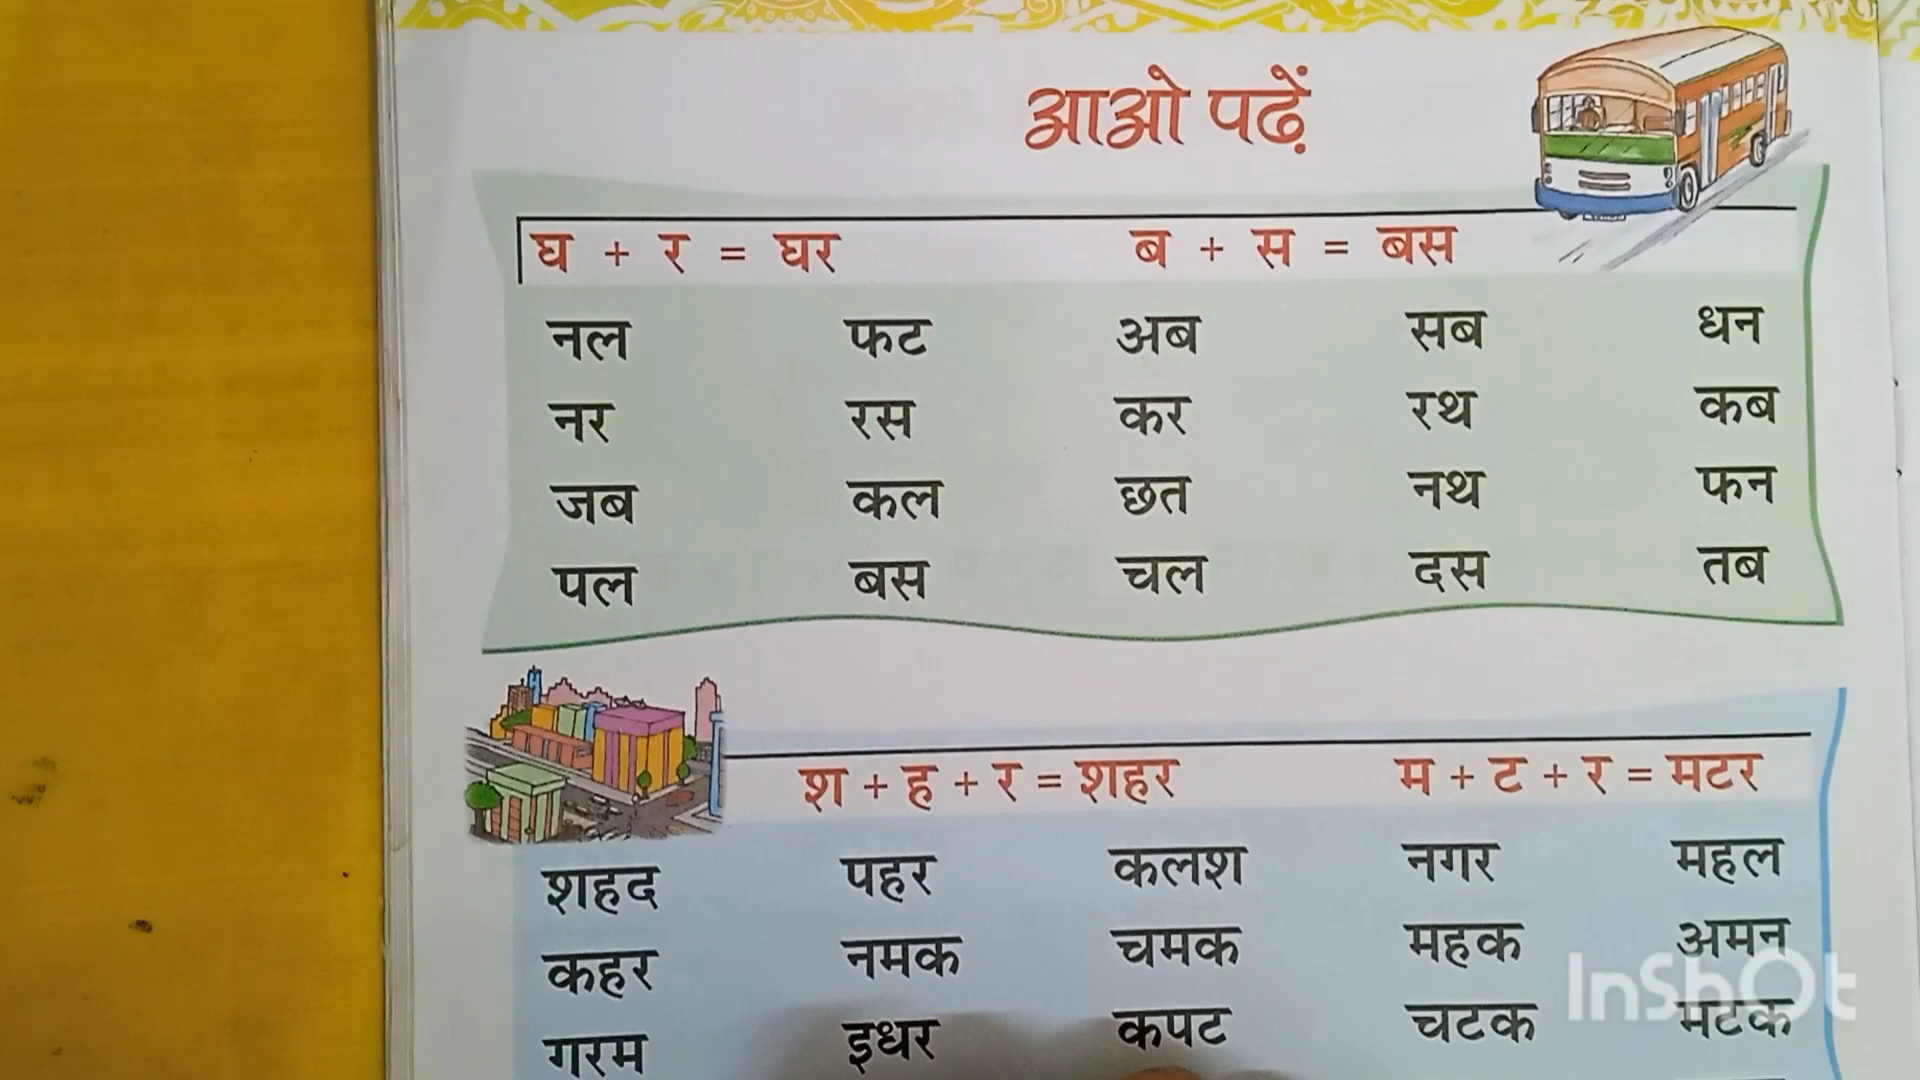 आओ पढ़ें
घ + र = घर ब + स = बस
नल फट अब सब धन
नर रस कर रथ कब
जब कल छत नथ फन
पल बस चल दस तब
श + ह + र = शहर म + ट + र = मटर
शहद पहर कलश नगर महल
कहर नमक चमक महक अमन
गरम इधर कपट चटक मटक
InShOt